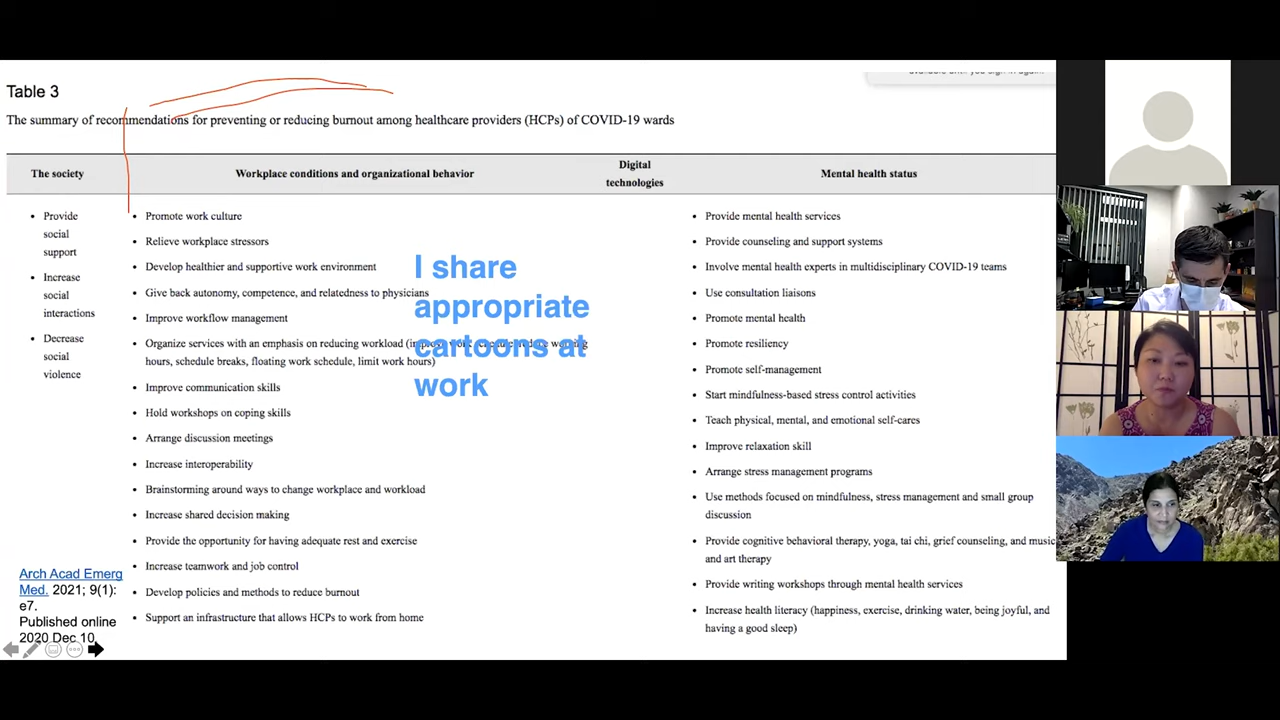 available until you sign in again...
Table 3
The summary of recommendations for preventing or reducing burnout among healthcare providers (HCPs) of COVID-19 wards
The society
Workplace conditions and organizational behavior
Digital
technologies
Mental health status
• Provide
social
support
• Increase
social
interactions
• Decrease
social
violence
• Promote work culture
• Relieve workplace stressors
• Develop healthier and supportive work environment
• Give back autonomy, competence, and relatedness to physicians
• Improve workflow management
• Organize services with an emphasis on reducing workload (improve work schedule, reduce working
hours, schedule breaks, floating work schedule, limit work hours)
• Improve communication skills
• Hold workshops on coping skills
• Arrange discussion meetings
• Increase interoperability
• Brainstorming around ways to change workplace and workload
• Increase shared decision making
• Provide the opportunity for having adequate rest and exercise
• Increase teamwork and job control
• Develop policies and methods to reduce burnout
• Support an infrastructure that allows HCPs to work from home
I share
appropriate
cartoons at
work
• Provide mental health services
• Provide counseling and support systems
• Involve mental health experts in multidisciplinary COVID-19 teams
• Use consultation liaisons
• Promote mental health
• Promote resiliency
• Promote self-management
• Start mindfulness-based stress control activities
• Teach physical, mental, and emotional self-cares
• Improve relaxation skill
• Arrange stress management programs
• Use methods focused on mindfulness, stress management and small group
discussion
• Provide cognitive behavioral therapy, yoga, tai chi, grief counseling, and music
and art therapy
• Provide writing workshops through mental health services
• Increase health literacy (happiness, exercise, drinking water, being joyful, and
having a good sleep)
Arch Acad Emerg
Med. 2021; 9(1):
e7.
Published online
2020 Dec 10